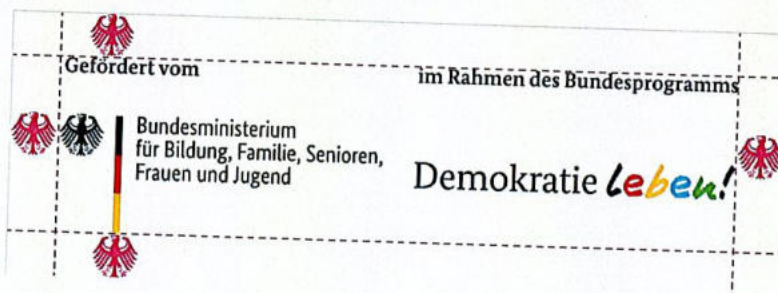 Gefördert vom
im Rahmen des Bundesprogramms
Bundesministerium
für Bildung, Familie, Senioren,
Frauen und Jugend
Demokratie leben!